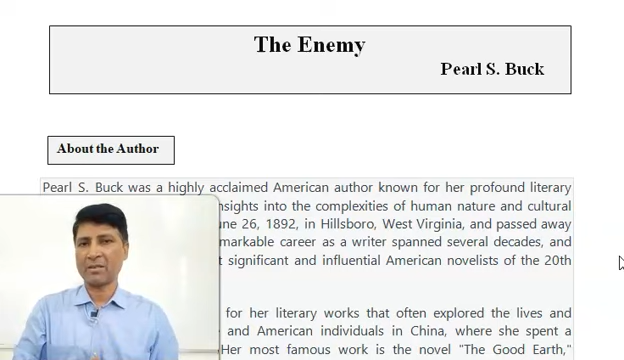 The Enemy
Pearl S. Buck
About the Author
Pearl S. Buck was a highly acclaimed American author known for her profound literary
nsights into the complexities of human nature and cultural
une 26, 1892, in Hillsboro, West Virginia, and passed away
markable career as a writer spanned several decades, and
t significant and influential American novelists of the 20th
for her literary works that often explored the lives and
e and American individuals in China, where she spent a
Her most famous work is the novel "The Good Earth,"